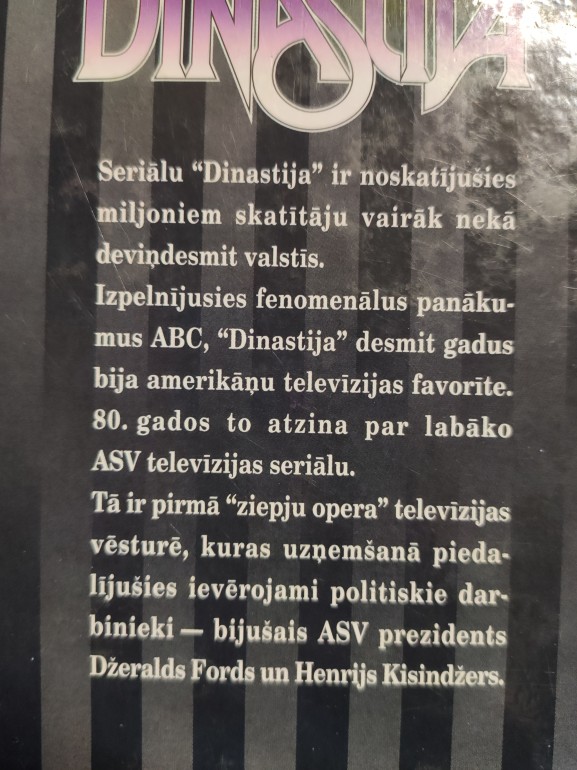 DINASTIJA
Seriālu “Dinastija” ir noskatījušies
miljoniem skatītāju vairāk nekā
deviņdesmit valstīs.
Izpelnījusies fenomenālus panāku-
mus ABC, “Dinastija” desmit gadus
bija amerikāņu televīzijas favorīte.
80. gados to atzina par labāko
ASV televīzijas seriālu.
Tā ir pirmā “ziepju opera” televīzijas
vēsturē, kuras uzņemšanā pieda-
lījušies ievērojami politiskie dar-
binieki — bijušais ASV prezidents
Džeralds Fords un Henrijs Kisindžers.